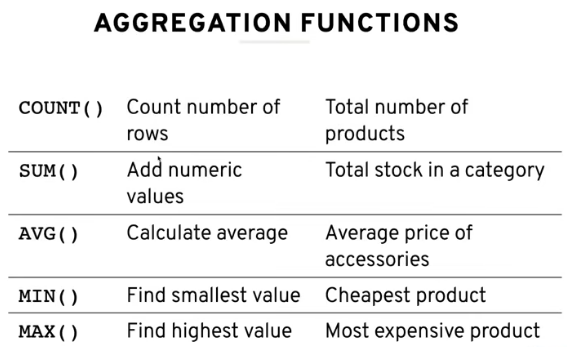 AGGREGATION FUNCTIONS
COUNT() Count number of rows Total number of products
SUM() Add numeric values Total stock in a category
AVG() Calculate average Average price of accessories
MIN() Find smallest value Cheapest product
MAX() Find highest value Most expensive product